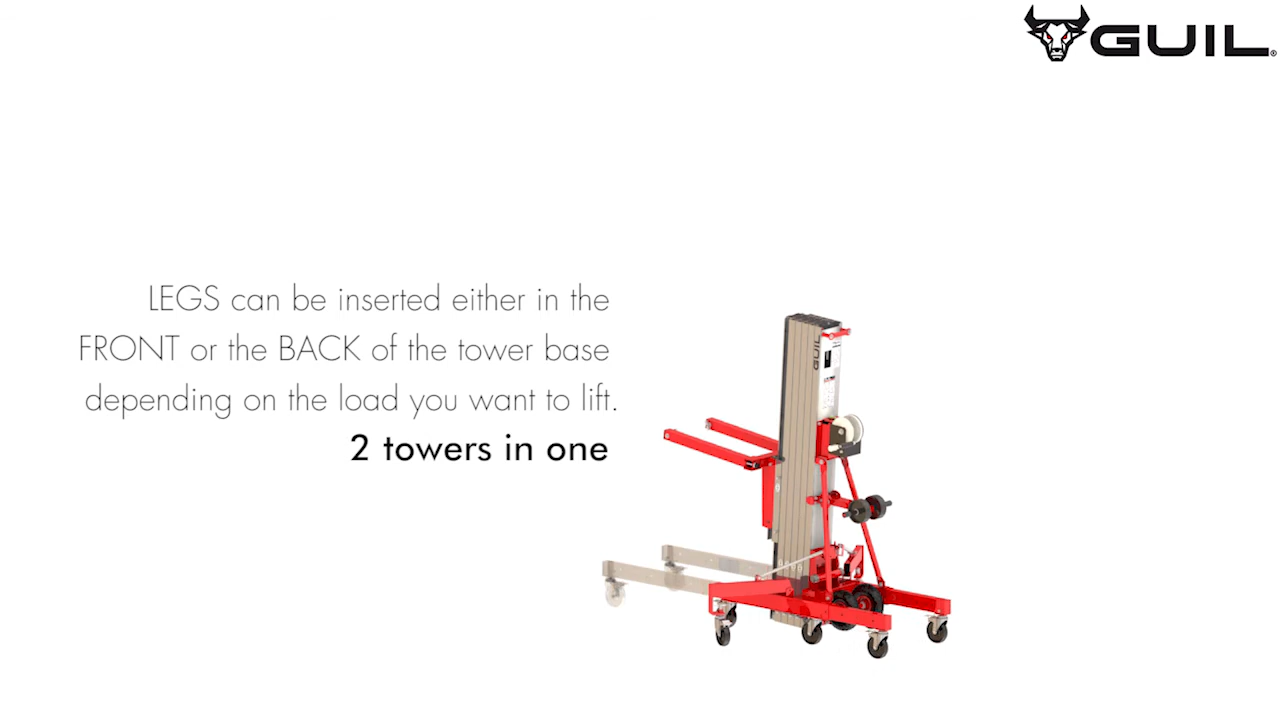 GUIL®
LEGS can be inserted either in the
FRONT or the BACK of the tower base
depending on the load you want to lift.
2 towers in one
GUIL